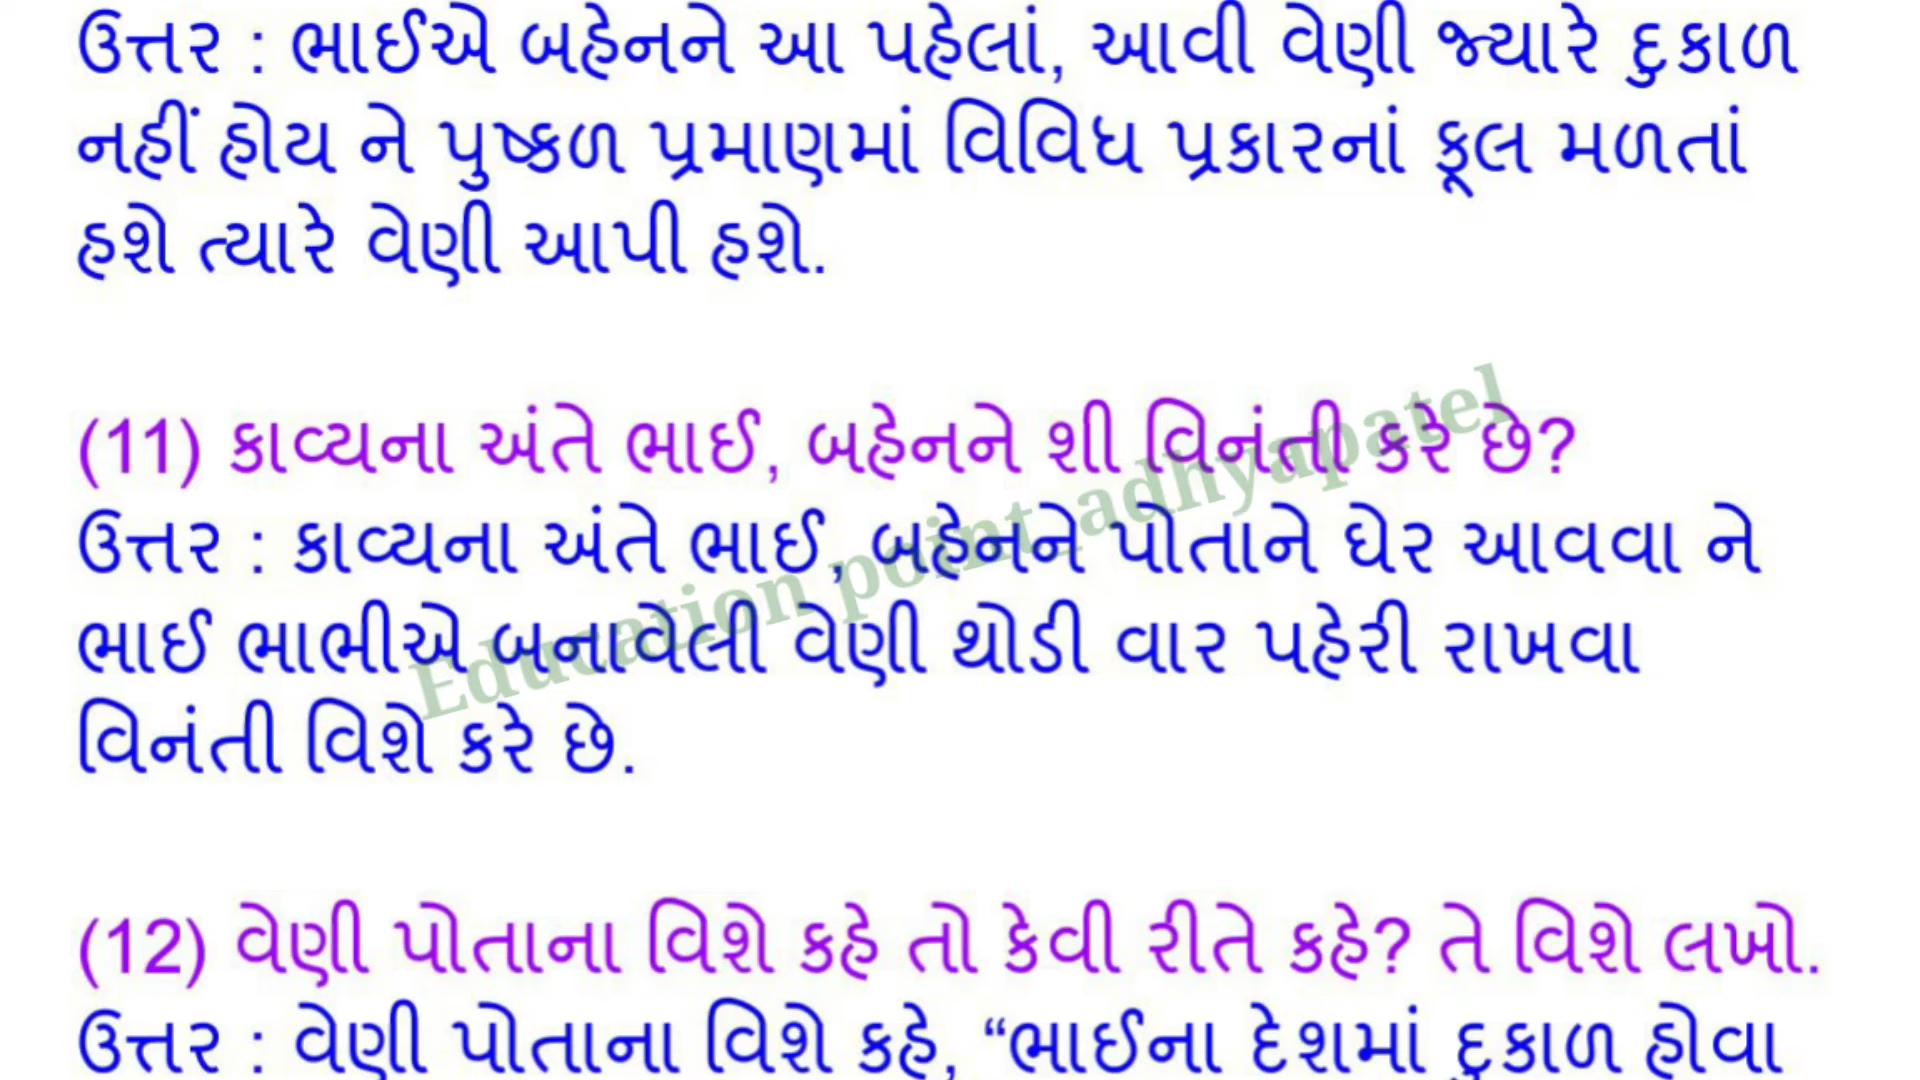 ઉત્તર : ભાઈએ બહેનને આ પહેલાં, આવી વેણી જ્યારે દુકાળ
નહીં હોય ને પુષ્કળ પ્રમાણમાં વિવિધ પ્રકારનાં ફૂલ મળતાં
હશે ત્યારે વેણી આપી હશે.
(11) કાવ્યના અંતે ભાઈ, બહેનને શી વિનંતી કરે છે?
ઉત્તર : કાવ્યના અંતે ભાઈ, બહેનને પોતાને ઘેર આવવા ને
ભાઈ ભાભીએ બનાવેલી વેણી થોડી વાર પહેરી રાખવા
વિનંતી વિશે કરે છે.
Education point_adhyapatel
(12) વેણી પોતાના વિશે કહે તો કેવી રીતે કહે? તે વિશે લખો.
ઉત્તર : વેણી પોતાના વિશે કહે, “ભાઈના દેશમાં દુકાળ હોવા